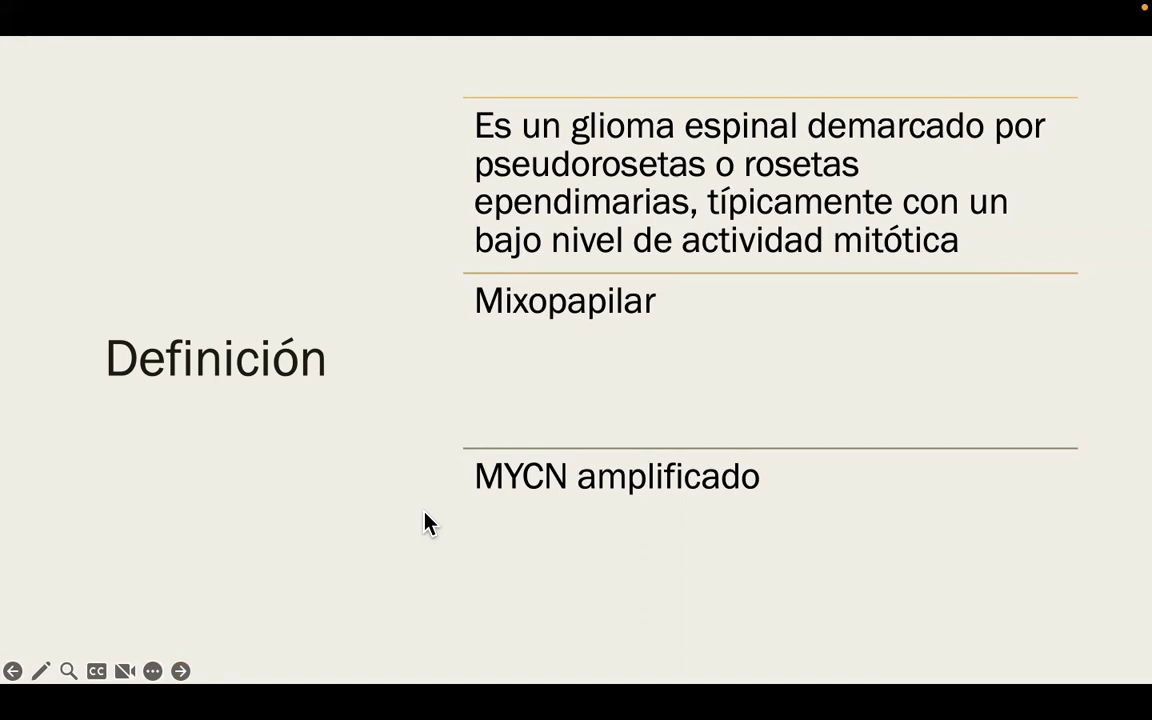 Definición
Es un glioma espinal demarcado por
pseudorosetas o rosetas
ependimarias, típicamente con un
bajo nivel de actividad mitótica
Mixopapilar
MYCN amplificado
CC